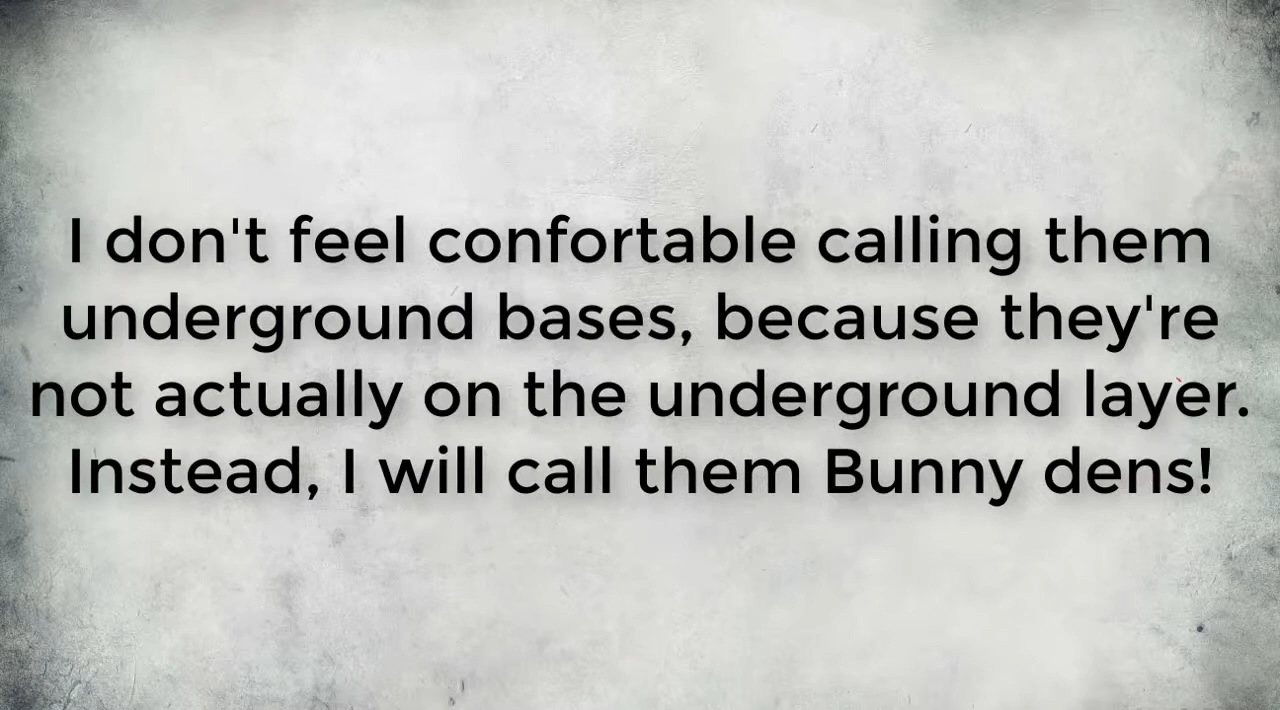 I don't feel confortable calling them
underground bases, because they're
not actually on the underground layer.
Instead, I will call them Bunny dens!